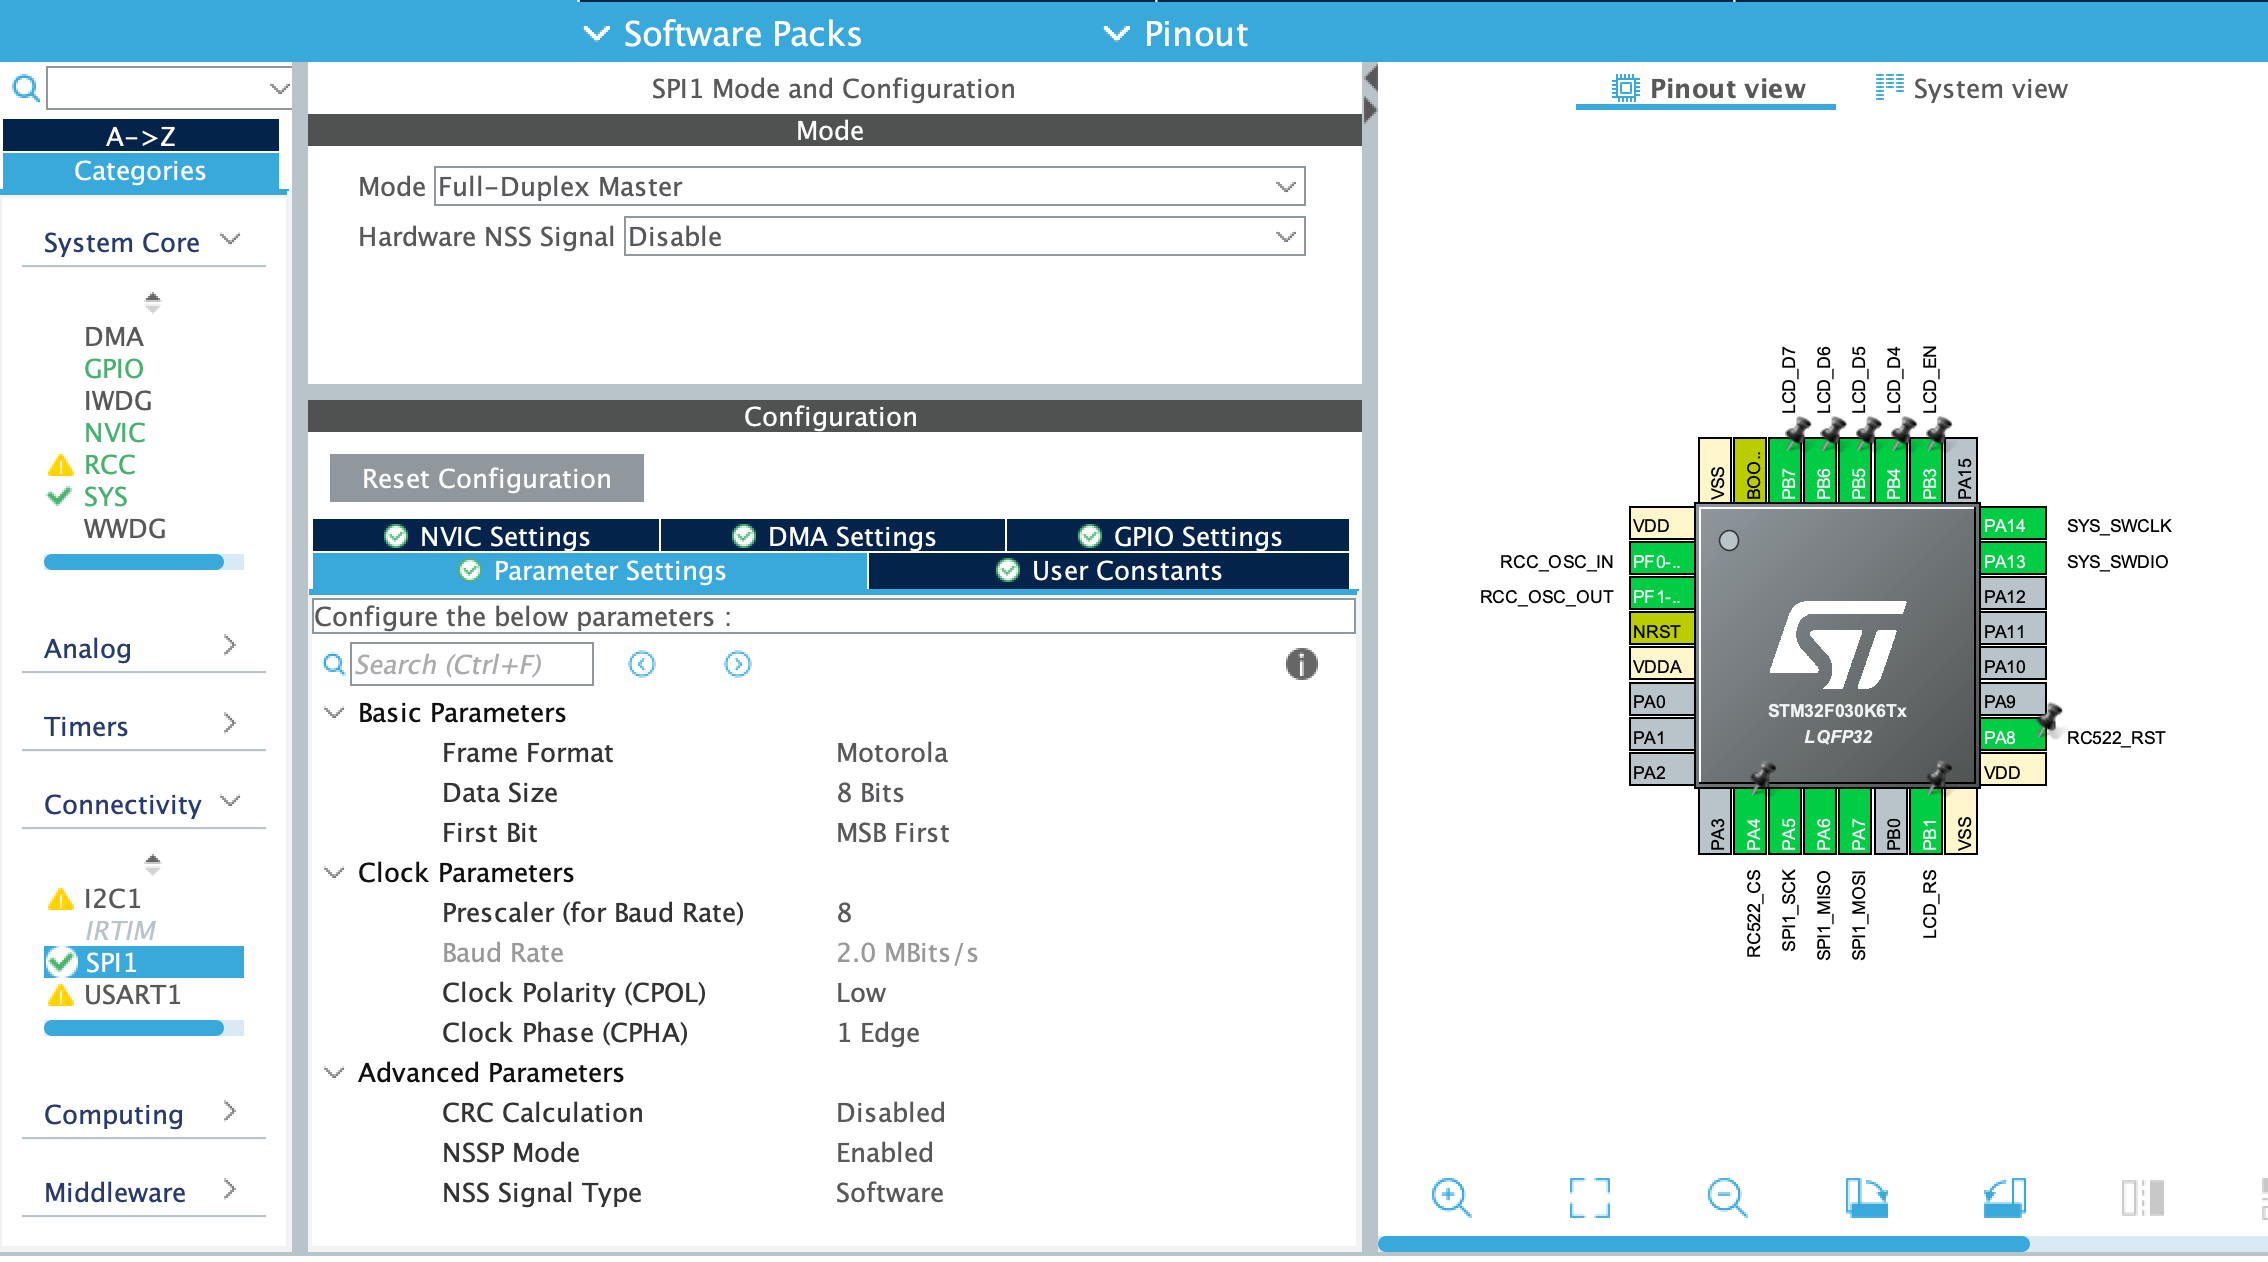 Software Packs
Pinout
A->Z
Categories
System Core
DMA
GPIO
IWDG
NVIC
RCC
SYS
WWDG
Analog
Timers
Connectivity
I2C1
IRTIM
SPI1
USART1
Computing
Middleware
SPI1 Mode and Configuration
Mode
Mode Full-Duplex Master
Hardware NSS Signal Disable
Configuration
Reset Configuration
NVIC Settings
DMA Settings
GPIO Settings
Parameter Settings
User Constants
Configure the below parameters :
Search (Ctrl+F)
Basic Parameters
Frame Format Motorola
Data Size 8 Bits
First Bit MSB First
Clock Parameters
Prescaler (for Baud Rate) 8
Baud Rate 2.0 MBits/s
Clock Polarity (CPOL) Low
Clock Phase (CPHA) 1 Edge
Advanced Parameters
CRC Calculation Disabled
NSSP Mode Enabled
NSS Signal Type Software
Pinout view
System view
LCD_D7
LCD_D6
LCD_D5
LCD_D4
LCD_EN
VSS
BOO..
PB7
PB6
PB5
PB4
PB3
PA15
VDD
RCC_OSC_IN PF0-..
RCC_OSC_OUT PF1-..
NRST
VDDA
PA0
PA1
PA2
ST
STM32F030K6Tx
LQFP32
PA14 SYS_SWCLK
PA13 SYS_SWDIO
PA12
PA11
PA10
PA9
PA8 RC522_RST
VDD
PA3
PA4
PA5
PA6
PA7
PB0
PB1
VSS
RC522_CS
SPI1_SCK
SPI1_MISO
SPI1_MOSI
LCD_RS